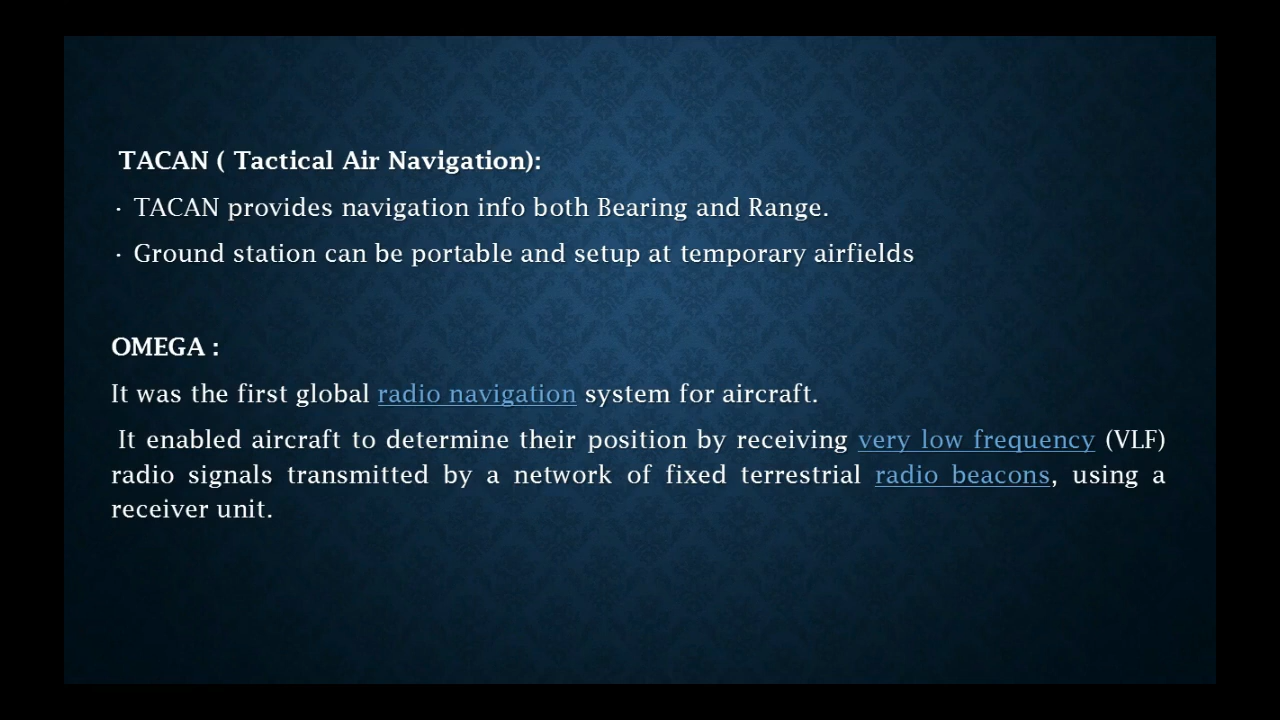 TACAN ( Tactical Air Navigation):
· TACAN provides navigation info both Bearing and Range.
· Ground station can be portable and setup at temporary airfields
OMEGA :
It was the first global radio navigation system for aircraft.
It enabled aircraft to determine their position by receiving very low frequency (VLF)
radio signals transmitted by a network of fixed terrestrial radio beacons, using a
receiver unit.